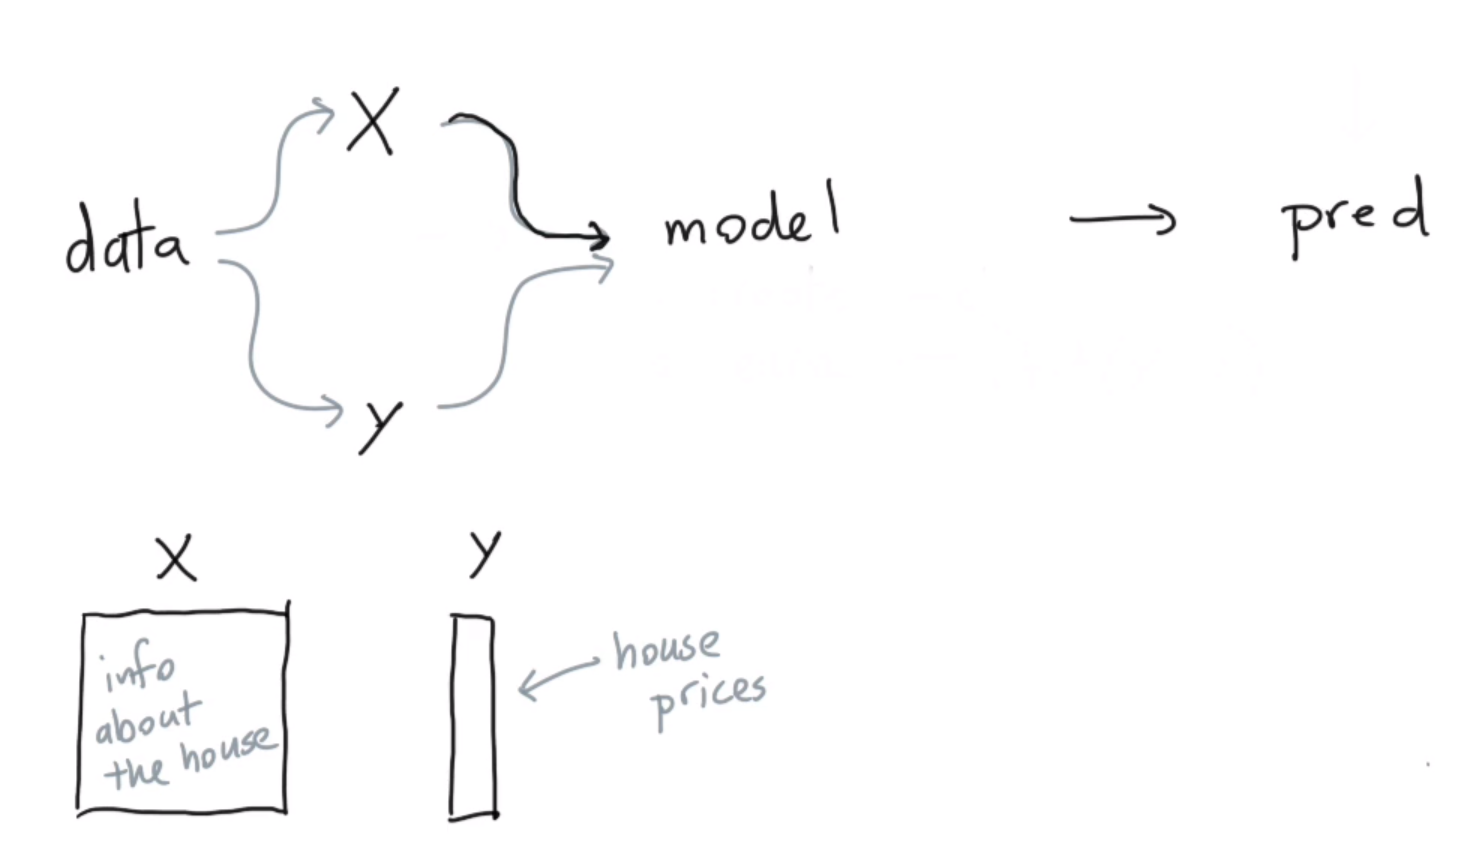 X
data
model
pred
y
X
y
info
about
the house
house
prices